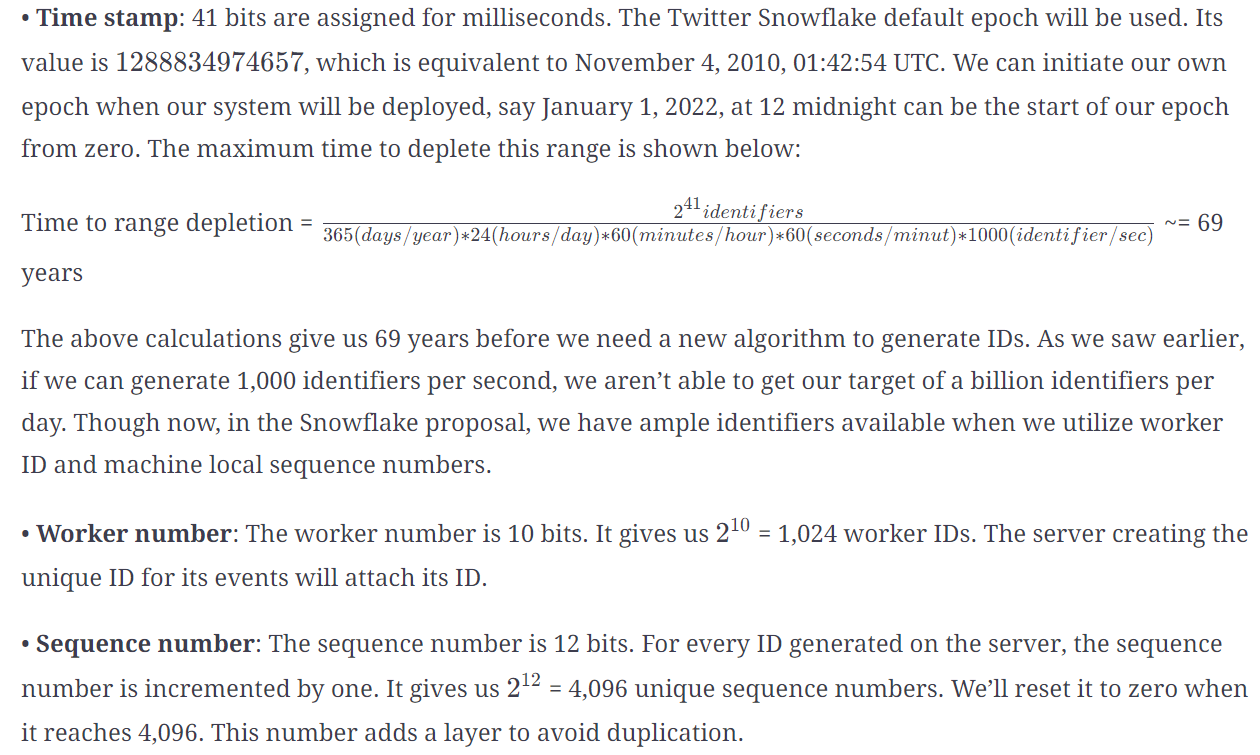 • Time stamp: 41 bits are assigned for milliseconds. The Twitter Snowflake default epoch will be used. Its
value is 1288834974657, which is equivalent to November 4, 2010, 01:42:54 UTC. We can initiate our own
epoch when our system will be deployed, say January 1, 2022, at 12 midnight can be the start of our epoch
from zero. The maximum time to deplete this range is shown below:
Time to range depletion = \frac{2^{41} identifiers}{365(days/year)*24(hours/day)*60(minutes/hour)*60(seconds/minut)*1000(identifier/sec)} ~= 69
years
The above calculations give us 69 years before we need a new algorithm to generate IDs. As we saw earlier,
if we can generate 1,000 identifiers per second, we aren’t able to get our target of a billion identifiers per
day. Though now, in the Snowflake proposal, we have ample identifiers available when we utilize worker
ID and machine local sequence numbers.
• Worker number: The worker number is 10 bits. It gives us 2^{10} = 1,024 worker IDs. The server creating the
unique ID for its events will attach its ID.
• Sequence number: The sequence number is 12 bits. For every ID generated on the server, the sequence
number is incremented by one. It gives us 2^{12} = 4,096 unique sequence numbers. We’ll reset it to zero when
it reaches 4,096. This number adds a layer to avoid duplication.